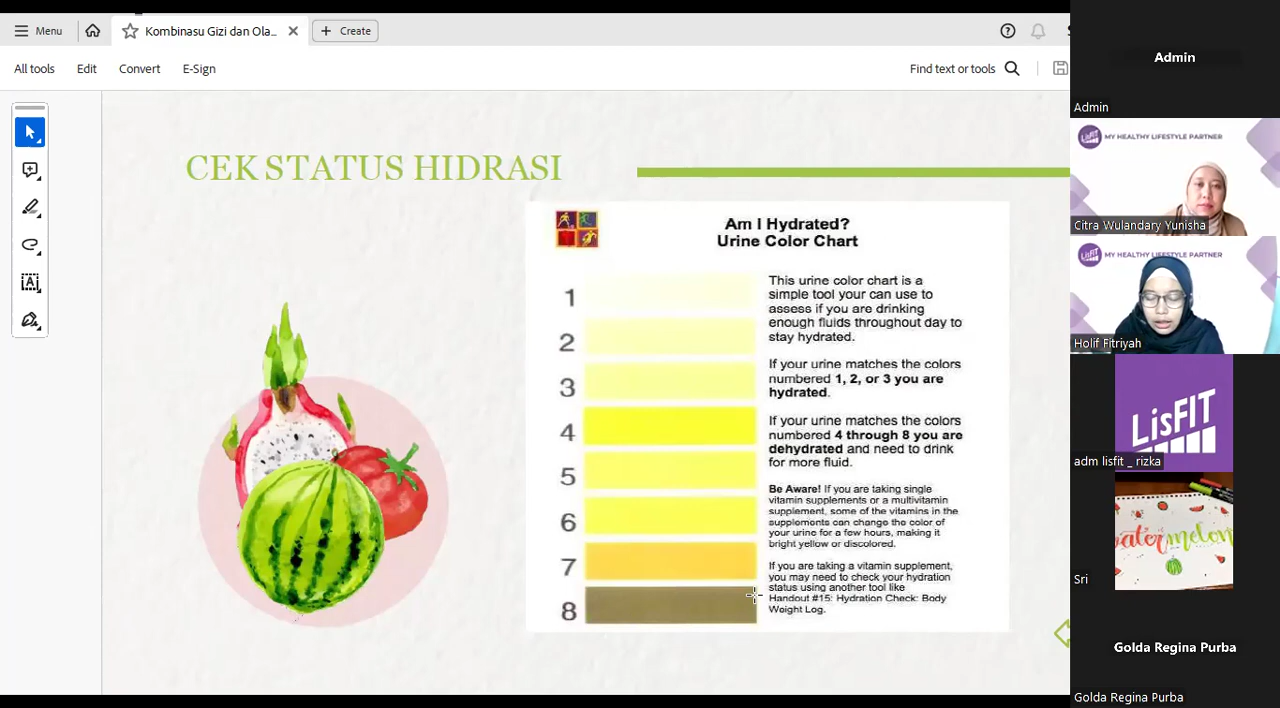 Menu
Kombinasu Gizi dan Ola...
Create
All tools
Edit
Convert
E-Sign
Find text or tools
CEK STATUS HIDRASI
Am I Hydrated?
Urine Color Chart
1
2
3
4
5
6
7
8
This urine color chart is a
simple tool your can use to
assess if you are drinking
enough fluids throughout day to
stay hydrated.
If your urine matches the colors
numbered 1, 2, or 3 you are
hydrated.
If your urine matches the colors
numbered 4 through 8 you are
dehydrated and need to drink
for more fluid.
Be Aware! If you are taking single
vitamin supplements or a multivitamin
supplement, some of the vitamins in the
supplements can change the color of
your urine for a few hours, making it
bright yellow or discolored.
If you are taking a vitamin supplement,
you may need to check your hydration
status using another tool like
Handout #15: Hydration Check: Body
Weight Log.
Admin
Admin
LISFIT MY HEALTHY LIFESTYLE PARTNER
Citra Wulandary Yunisha
LISFIT MY HEALTHY LIFESTYLE PARTNER
Holif Fitriyah
LISFIT
adm lisfit _ rizka
watermelon
Sri
Golda Regina Purba
Golda Regina Purba